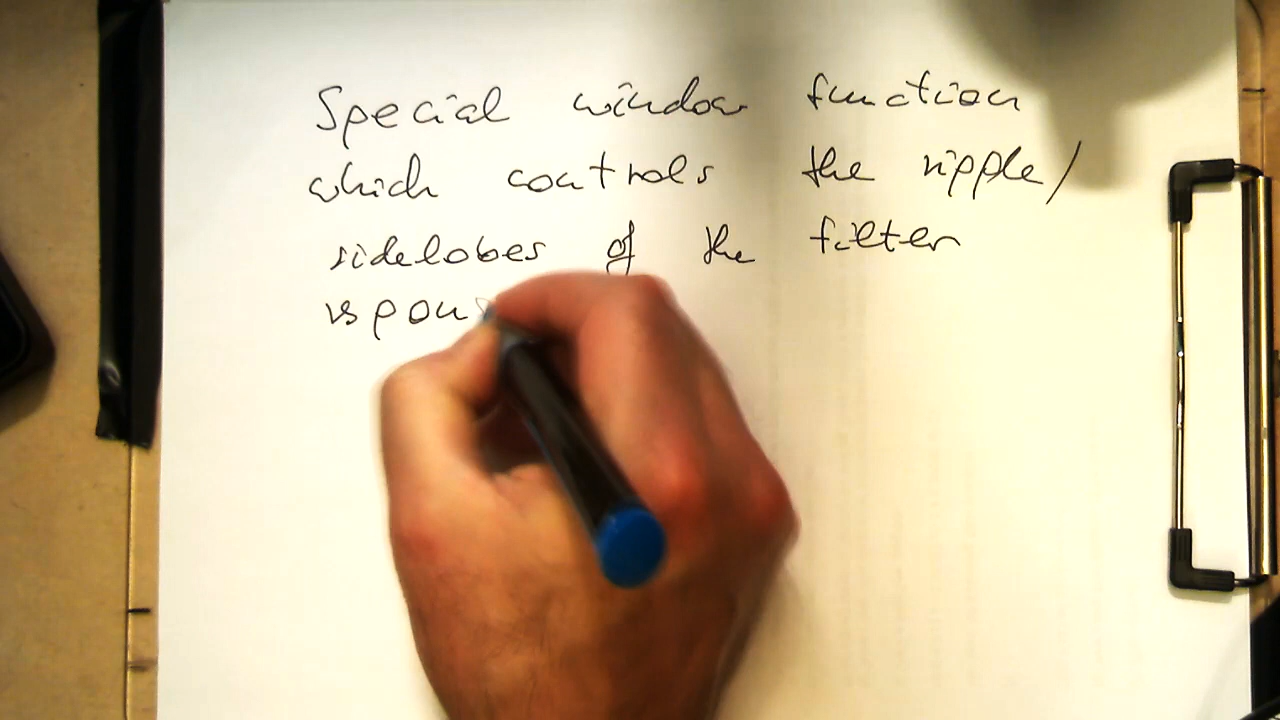 Special window function
which controls the ripple/
sidelobes of the filter